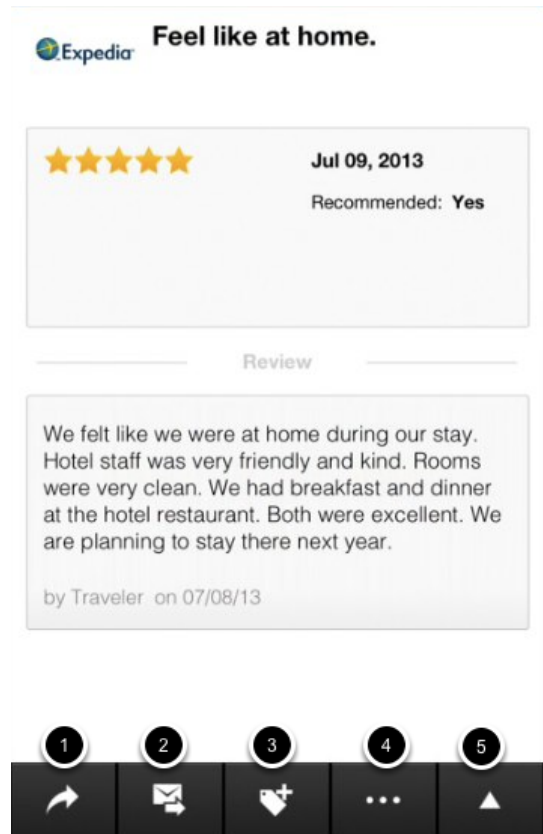 Expedia
Feel like at home.
Jul 09, 2013
Recommended: Yes
Review
We felt like we were at home during our stay.
Hotel staff was very friendly and kind. Rooms
were very clean. We had breakfast and dinner
at the hotel restaurant. Both were excellent. We
are planning to stay there next year.
by Traveler on 07/08/13
1
2
3
4
5